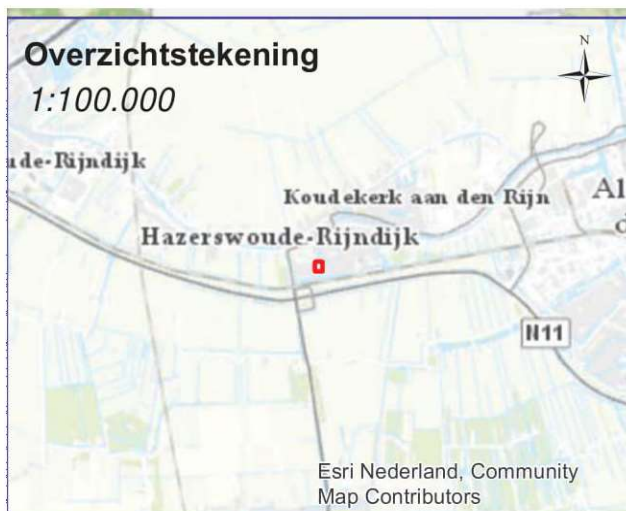 Overzichtstekening
1:100.000
N
ude-Rijndijk
Koudekerk aan den Rijn
Al
Hazerswoude-Rijndijk
d
N11
Esri Nederland, Community
Map Contributors